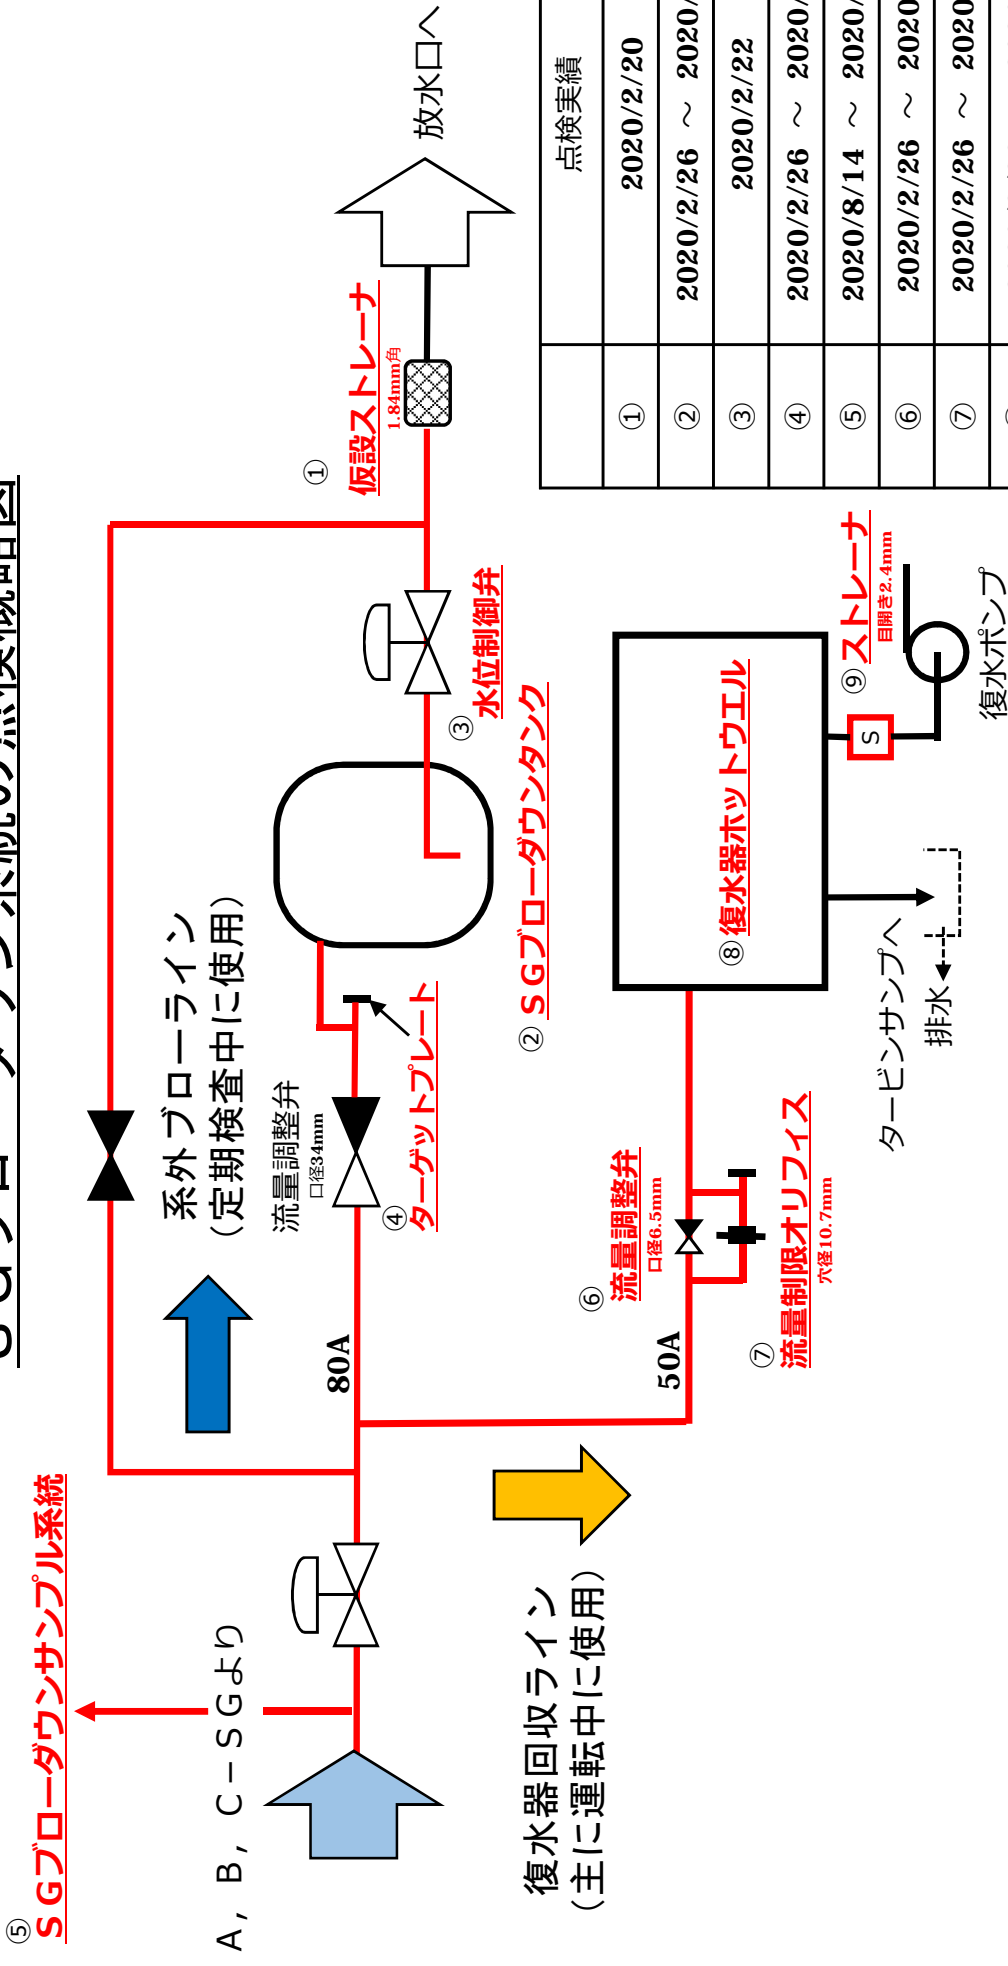 ⑤
ＳＧブローダウンサンプル系統
Ａ，Ｂ，Ｃ－ＳＧより
系外ブローライン
（定期検査中に使用）
80A
流量調整弁
口径34mm
④
ターゲットプレート
②
ＳＧブローダウンタンク
③
水位制御弁
①
仮設ストレーナ
1.84mm角
放水口へ
復水器回収ライン
（主に運転中に使用）
50A
⑥
流量調整弁
口径6.5mm
⑦
流量制限オリフィス
穴径10.7mm
⑧
復水器ホットウエル
タービンサンプへ
排水
⑨
ストレーナ
目開き2.4mm
S
復水ポンプ
点検実績
① 2020/2/20
② 2020/2/26 ～ 2020/
③ 2020/2/22
④ 2020/2/26 ～ 2020/
⑤ 2020/8/14 ～ 2020/
⑥ 2020/2/26 ～ 2020
⑦ 2020/2/26 ～ 2020